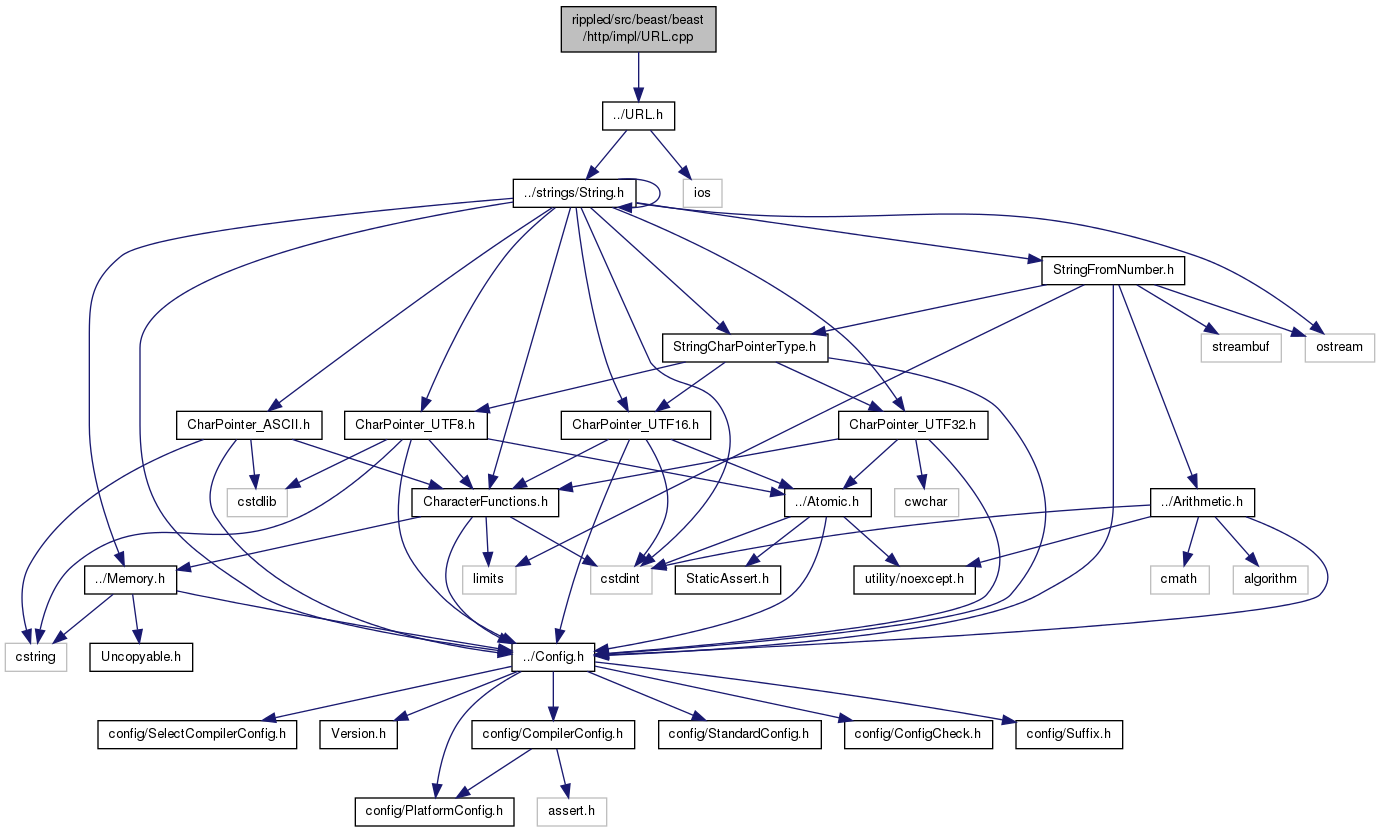 rippled/src/beast/beast
/http/impl/URL.cpp
../URL.h
../strings/String.h
ios
StringFromNumber.h
StringCharPointerType.h
streambuf
ostream
CharPointer_ASCII.h
CharPointer_UTF8.h
CharPointer_UTF16.h
CharPointer_UTF32.h
cstdlib
CharacterFunctions.h
../Atomic.h
cwchar
../Arithmetic.h
../Memory.h
limits
cstdint
StaticAssert.h
utility/noexcept.h
cmath
algorithm
cstring
Uncopyable.h
../Config.h
config/SelectCompilerConfig.h
Version.h
config/CompilerConfig.h
config/StandardConfig.h
config/ConfigCheck.h
config/Suffix.h
config/PlatformConfig.h
assert.h